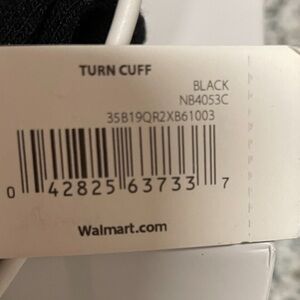 TURN CUFF
BLACK
NB4053C
35B19QR2XB61003
0 42825 63733 7
Walmart.com